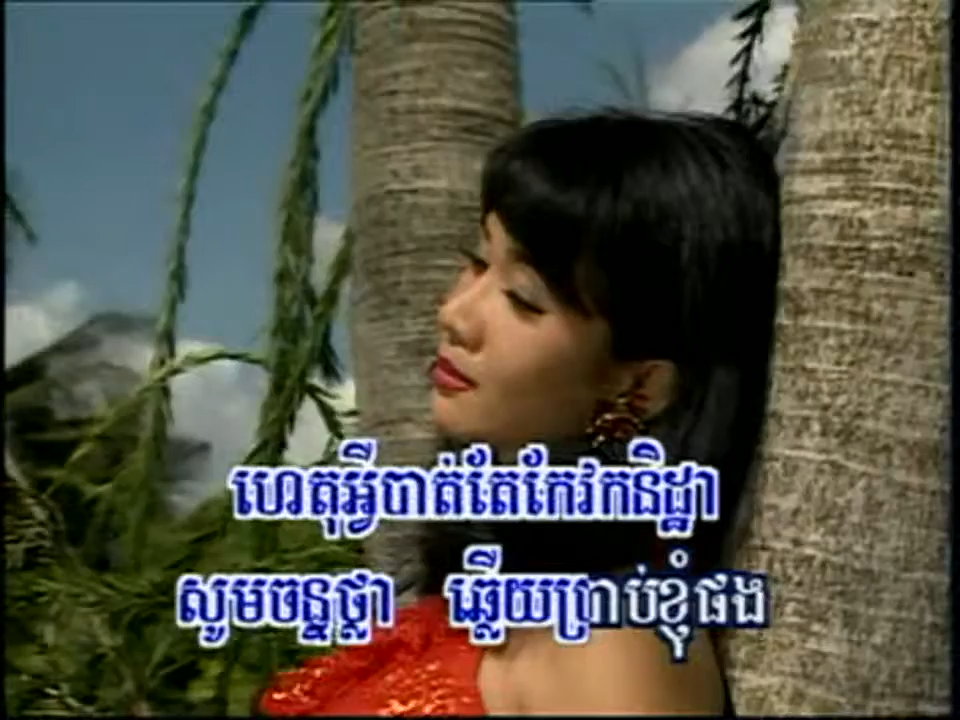 ហេតុអ្វីបាត់តែកែវកនិដ្ឋា
សូមចន្ទថ្លា ឆ្លើយប្រាប់ខ្ញុំផង